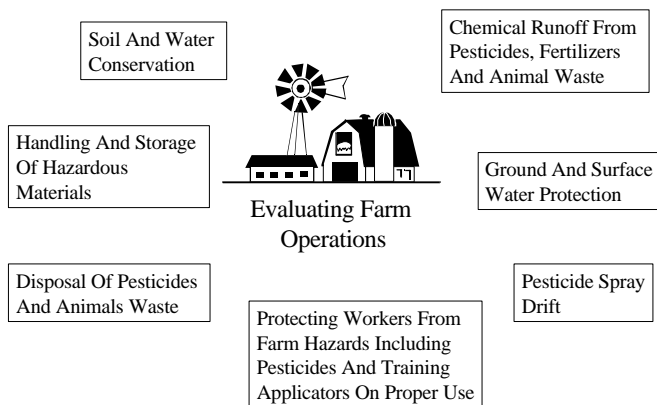 Soil And Water
Conservation
Chemical Runoff From
Pesticides, Fertilizers
And Animal Waste
Handling And Storage
Of Hazardous
Materials
Ground And Surface
Water Protection
Evaluating Farm
Operations
Disposal Of Pesticides
And Animals Waste
Pesticide Spray
Drift
Protecting Workers From
Farm Hazards Including
Pesticides And Training
Applicators On Proper Use